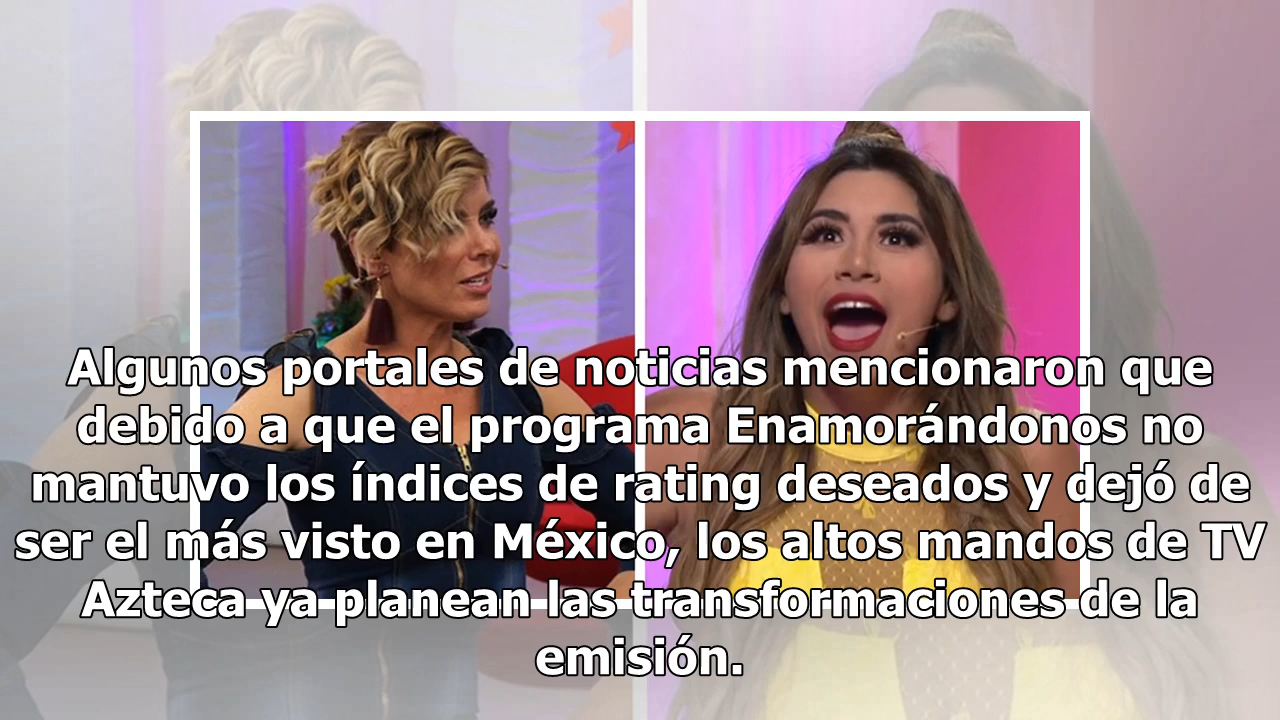 Algunos portales de noticias mencionaron que
debido a que el programa Enamorándonos no
mantuvo los índices de rating deseados y dejó de
ser el más visto en México, los altos mandos de TV
Azteca ya planean las transformaciones de la
emisión.